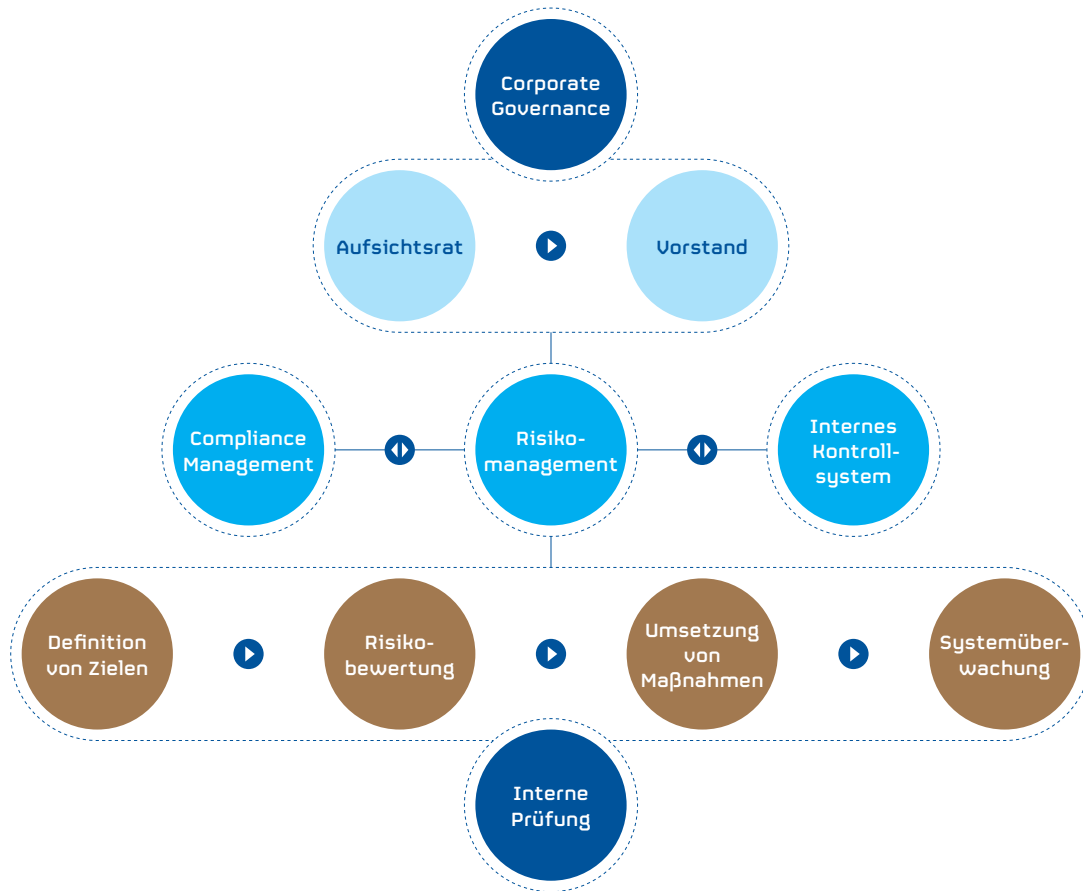 Corporate
Governance
Aufsichtsrat
Vorstand
Compliance
Management
Risiko-
management
Internes
Kontroll-
system
Definition
von Zielen
Risiko-
bewertung
Umsetzung
von
Maßnahmen
Systemüber-
wachung
Interne
Prüfung